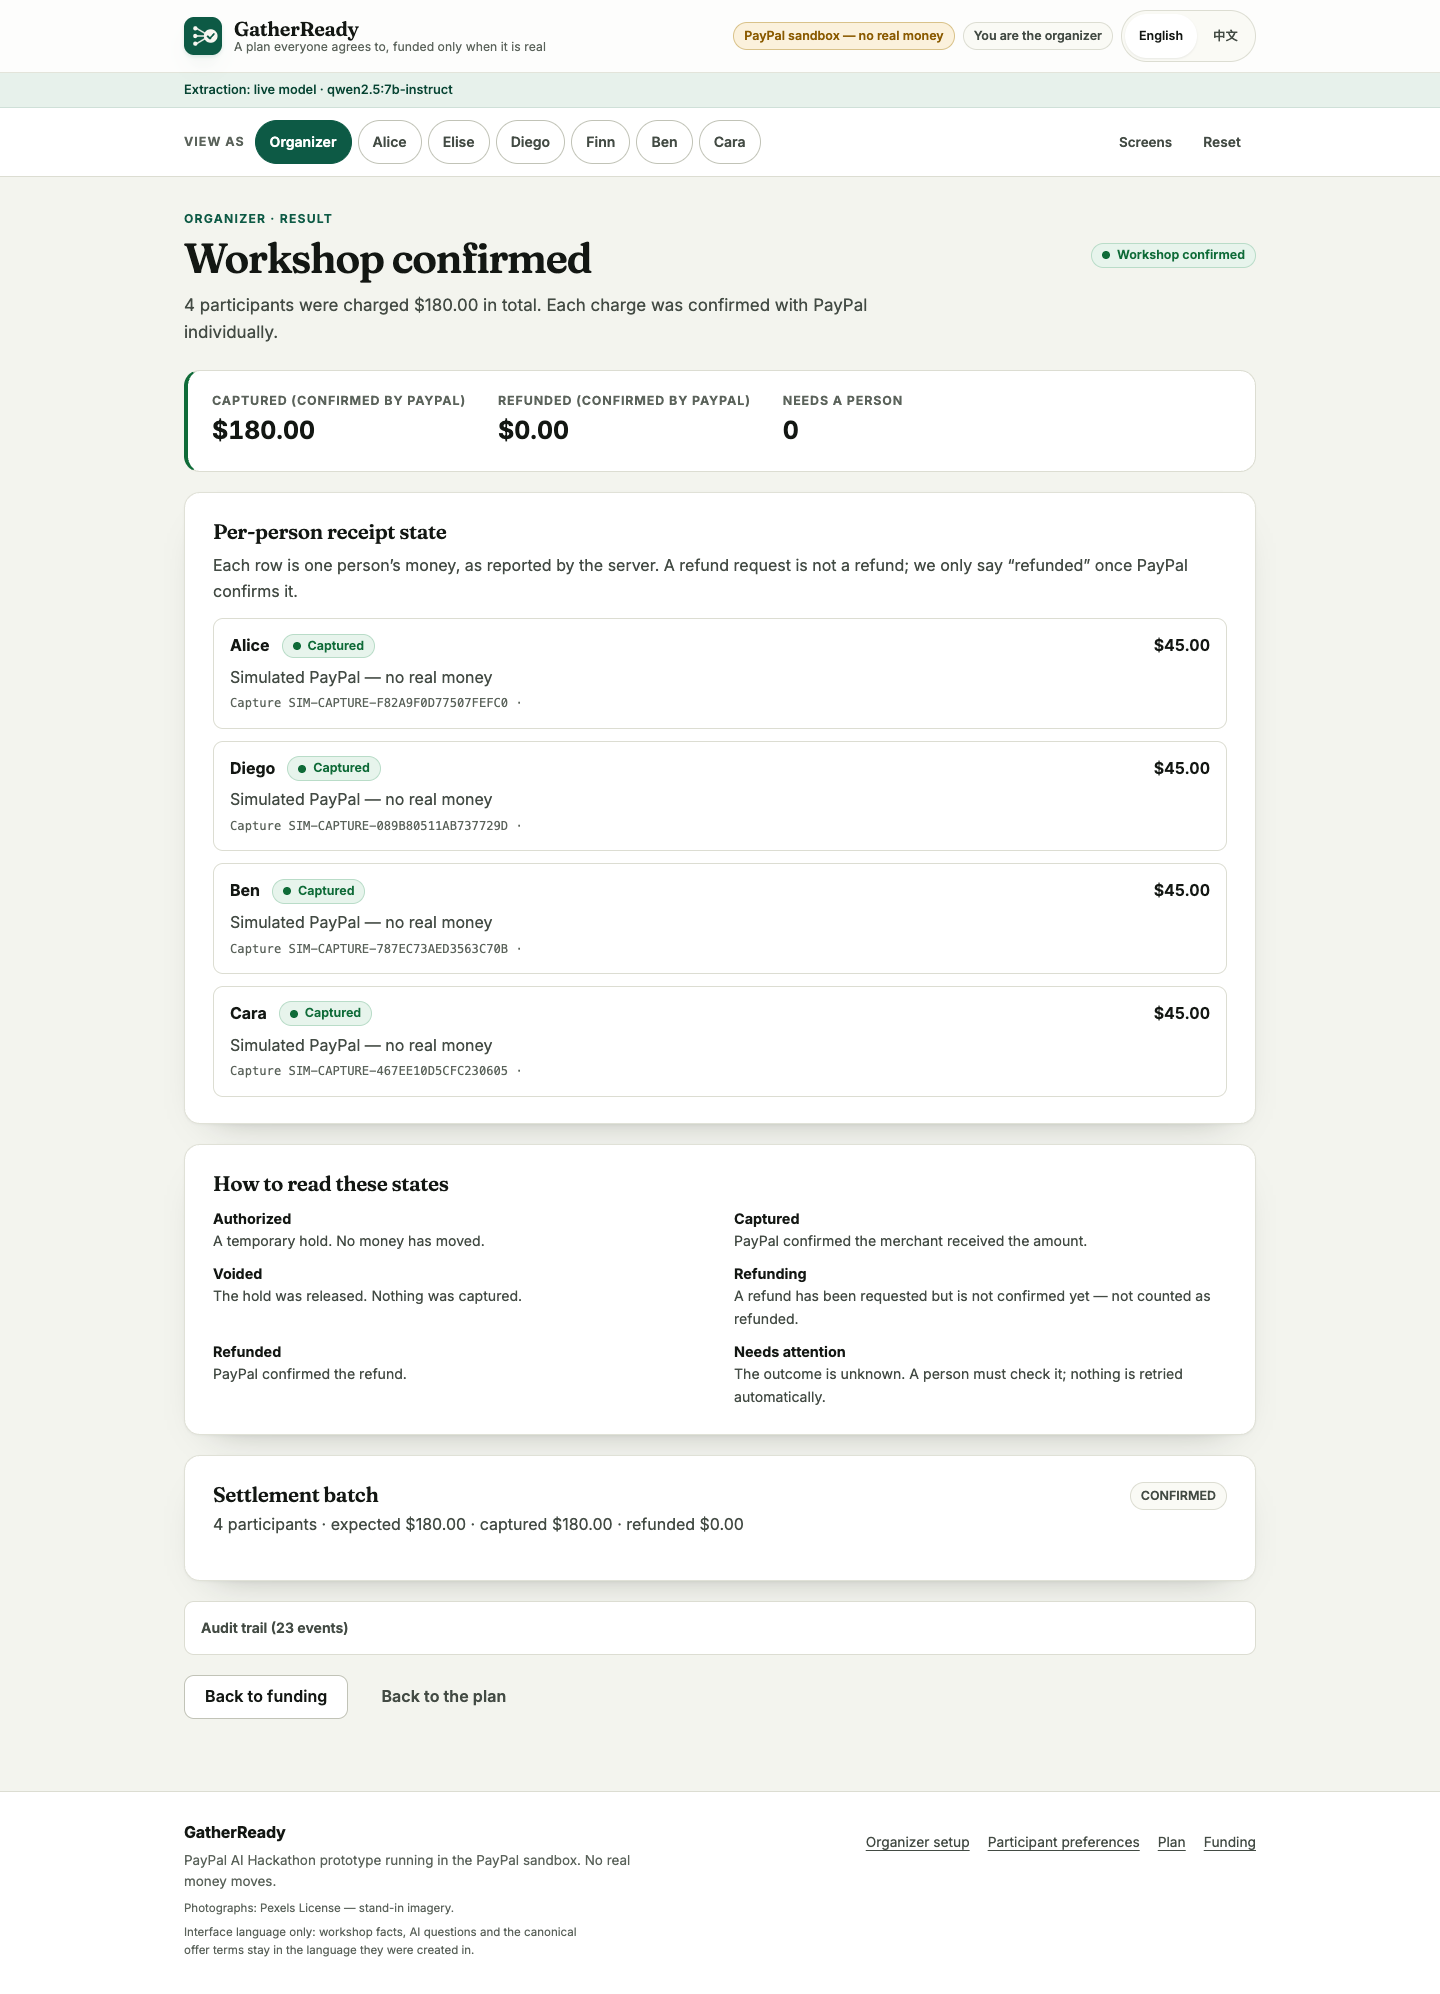 GatherReady
A plan everyone agrees to, funded only when it is real
PayPal sandbox — no real money
You are the organizer
English
中文
Extraction: live model · qwen2.5:7b-instruct
VIEW AS
Organizer
Alice
Elise
Diego
Finn
Ben
Cara
Screens
Reset
ORGANIZER · RESULT
Workshop confirmed
Workshop confirmed
4 participants were charged $180.00 in total. Each charge was confirmed with PayPal
individually.
CAPTURED (CONFIRMED BY PAYPAL)
$180.00
REFUNDED (CONFIRMED BY PAYPAL)
$0.00
NEEDS A PERSON
0
Per-person receipt state
Each row is one person’s money, as reported by the server. A refund request is not a refund; we only say “refunded” once PayPal
confirms it.
Alice
Captured
$45.00
Simulated PayPal — no real money
Capture SIM-CAPTURE-F82A9F0D77507FEFC0 ·
Diego
Captured
$45.00
Simulated PayPal — no real money
Capture SIM-CAPTURE-089B80511AB737729D ·
Ben
Captured
$45.00
Simulated PayPal — no real money
Capture SIM-CAPTURE-787EC73AED3563C70B ·
Cara
Captured
$45.00
Simulated PayPal — no real money
Capture SIM-CAPTURE-467EE10D5CFC230605 ·
How to read these states
Authorized
A temporary hold. No money has moved.
Captured
PayPal confirmed the merchant received the amount.
Voided
The hold was released. Nothing was captured.
Refunding
A refund has been requested but is not confirmed yet — not counted as
refunded.
Refunded
PayPal confirmed the refund.
Needs attention
The outcome is unknown. A person must check it; nothing is retried
automatically.
Settlement batch
CONFIRMED
4 participants · expected $180.00 · captured $180.00 · refunded $0.00
Audit trail (23 events)
Back to funding
Back to the plan
GatherReady
PayPal AI Hackathon prototype running in the PayPal sandbox. No real
money moves.
Photographs: Pexels License — stand-in imagery.
Interface language only: workshop facts, AI questions and the canonical
offer terms stay in the language they were created in.
Organizer setup
Participant preferences
Plan
Funding